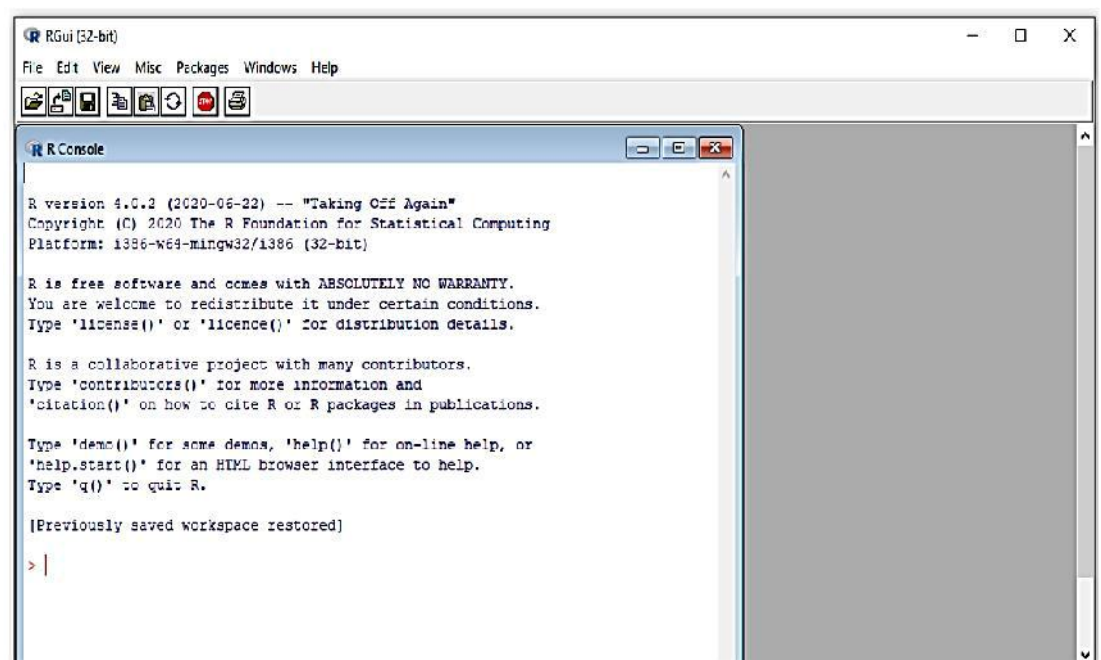 RGui (32-bit)
File Edit View Misc Packages Windows Help
STOP
R Console
R version 4.0.2 (2020-06-22) -- "Taking Off Again"
Copyright (C) 2020 The R Foundation for Statistical Computing
Platform: i386-w64-mingw32/i386 (32-bit)
R is free software and comes with ABSOLUTELY NO WARRANTY.
You are welcome to redistribute it under certain conditions.
Type 'license()' or 'licence()' for distribution details.
R is a collaborative project with many contributors.
Type 'contributors()' for more information and
'citation()' on how to cite R or R packages in publications.
Type 'demo()' for some demos, 'help()' for on-line help, or
'help.start()' for an HTML browser interface to help.
Type 'q()' to quit R.
[Previously saved workspace restored]
>